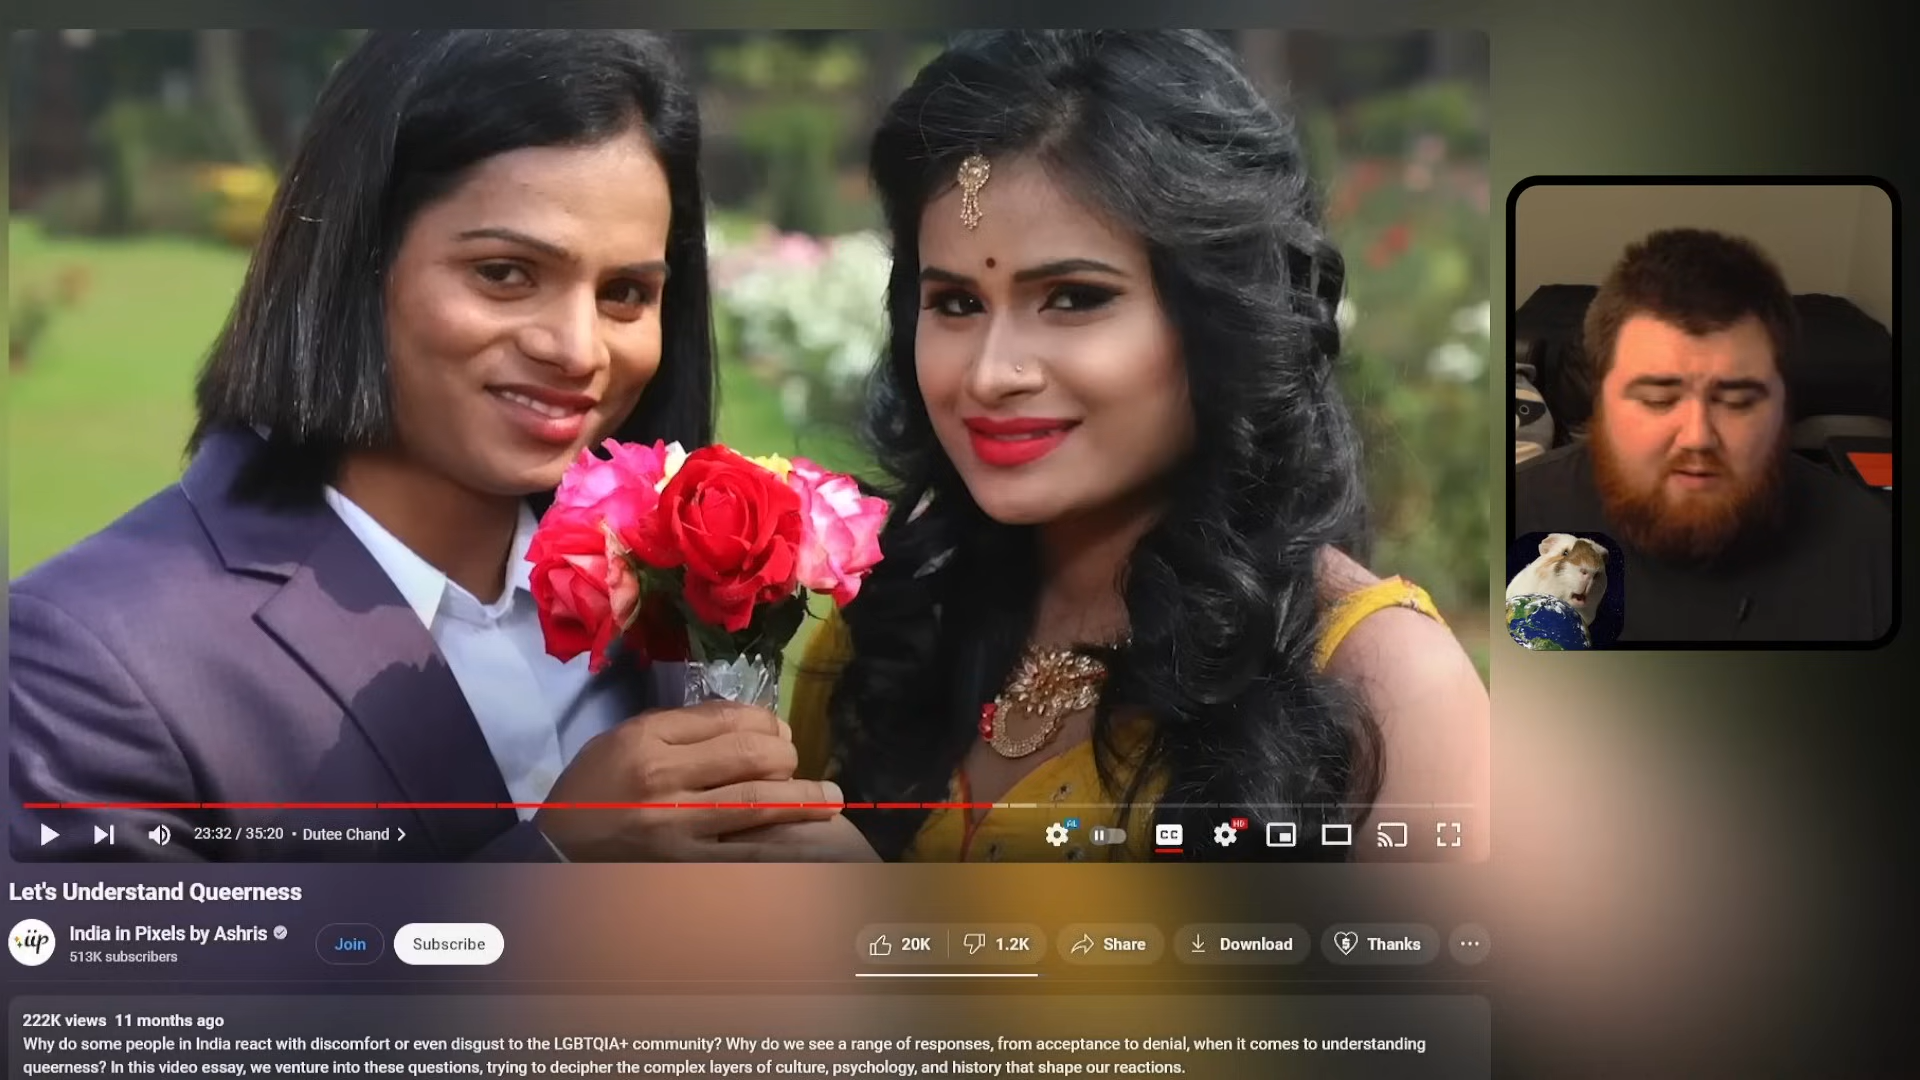 23:32 / 35:20 • Dutee Chand
AI
CC
HD
Let's Understand Queerness
iip
India in Pixels by Ashris
513K subscribers
Join
Subscribe
20K
1.2K
Share
Download
Thanks
222K views 11 months ago
Why do some people in India react with discomfort or even disgust to the LGBTQIA+ community? Why do we see a range of responses, from acceptance to denial, when it comes to understanding
queerness? In this video essay, we venture into these questions, trying to decipher the complex layers of culture, psychology, and history that shape our reactions.